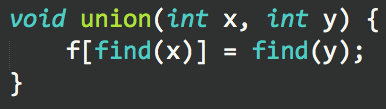 void union(int x, int y) {
    f[find(x)] = find(y);
}